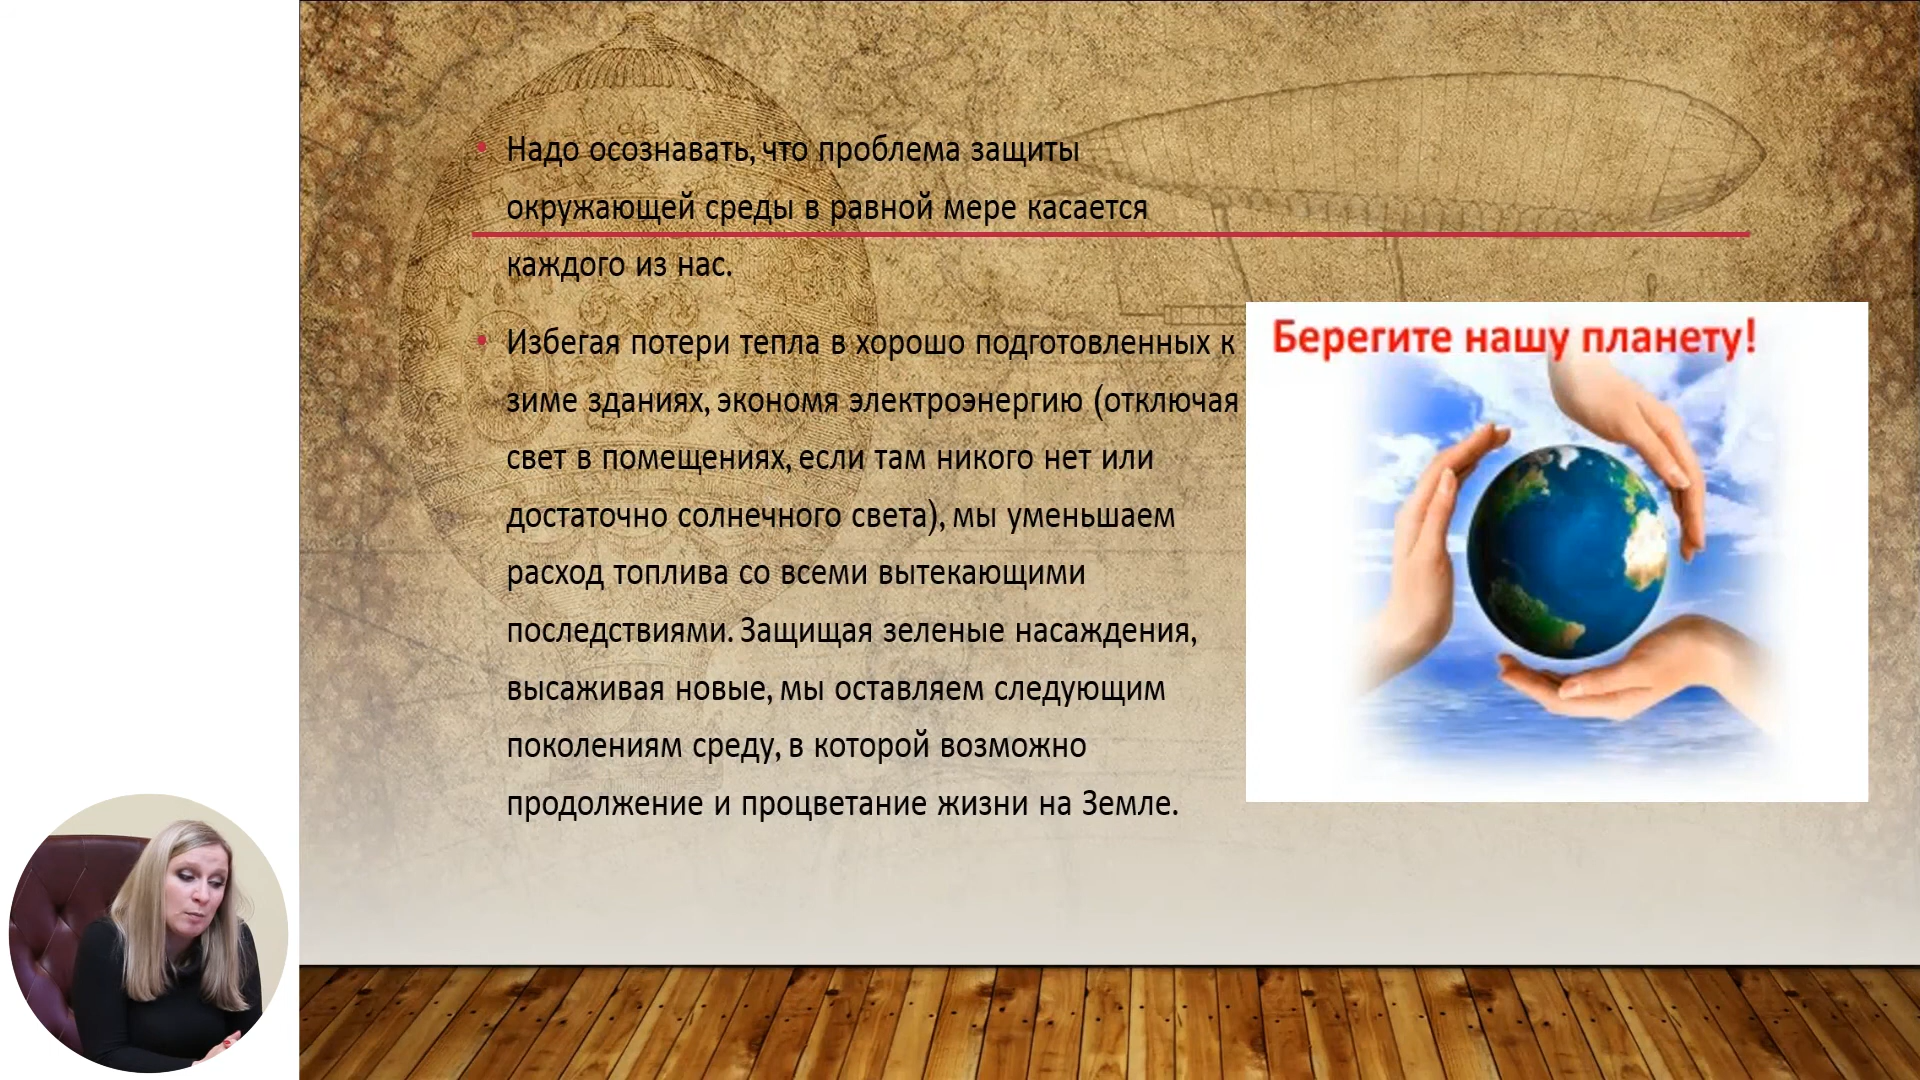 Надо осознавать, что проблема защиты
окружающей среды в равной мере касается
каждого из нас.
Избегая потери тепла в хорошо подготовленных к
зиме зданиях, экономя электроэнергию (отключая
свет в помещениях, если там никого нет или
достаточно солнечного света), мы уменьшаем
расход топлива со всеми вытекающими
последствиями. Защищая зеленые насаждения,
высаживая новые, мы оставляем следующим
поколениям среду, в которой возможно
продолжение и процветание жизни на Земле.
Берегите нашу планету!